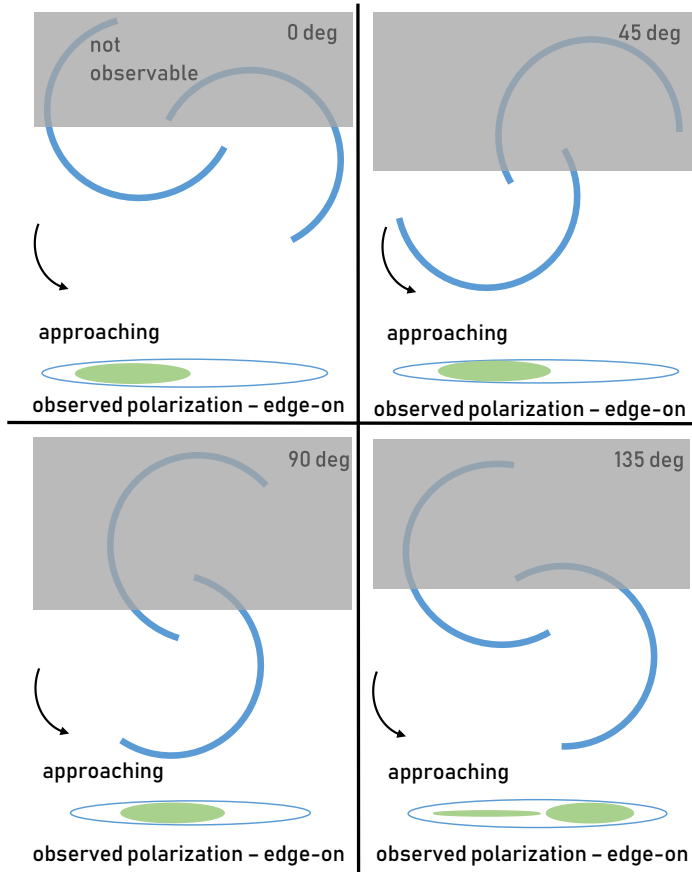 not
observable
0 deg
approaching
observed polarization – edge-on
45 deg
approaching
observed polarization – edge-on
90 deg
approaching
observed polarization – edge-on
135 deg
approaching
observed polarization – edge-on